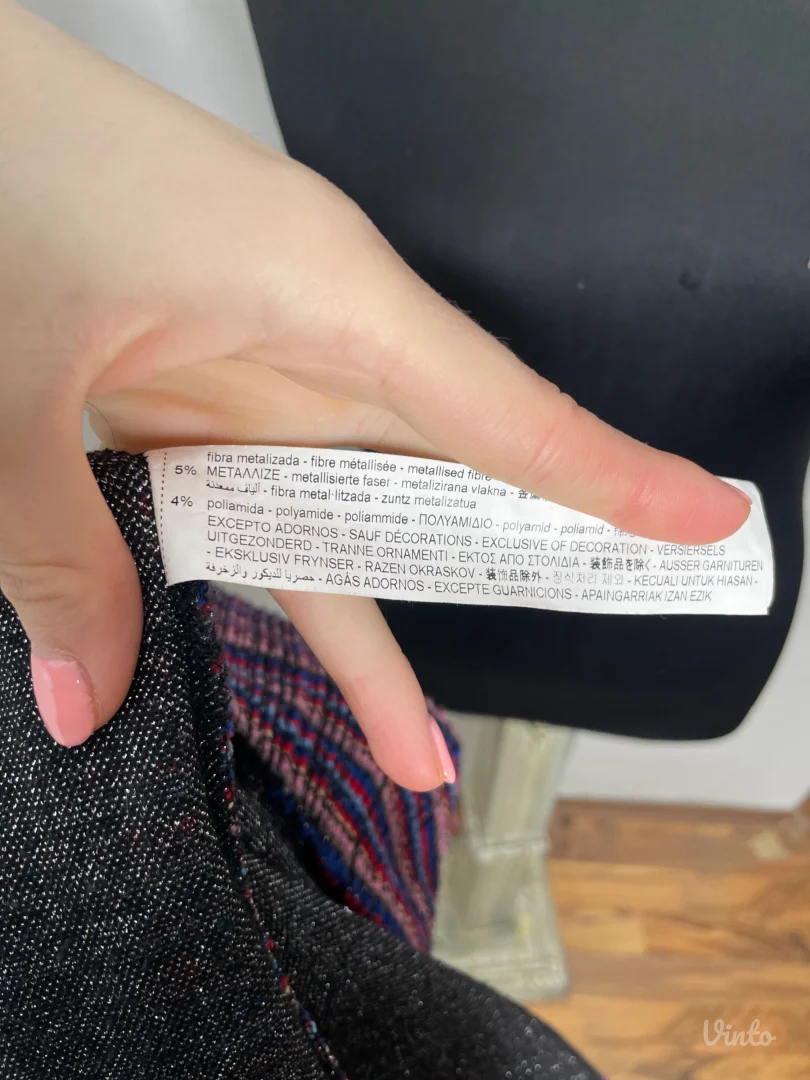 fibra metalizada - fibre métallisée - metallised fibre
5% ΜΕΤΑΛΛΙΖΕ - metallisierte faser - metalizirana vlakna -
ألياف ممعدنة - fibra metal·litzada - zuntz metalizatua
4% poliamida - polyamide - poliammide - ΠΟΛΥΑΜΙΔΙΟ - polyamid - poliamid -
EXCEPTO ADORNOS - SAUF DÉCORATIONS - EXCLUSIVE OF DECORATION - VERSIERSELS
UITGEZONDERD - TRANNE ORNAMENTI - ΕΚΤΟΣ ΑΠΟ ΣΤΟΛΙΔΙΑ - 装飾品を除く - AUSSER GARNITUREN
- EKSKLUSIV FRYNSER - RAZEN OKRASKOV - 装饰品除外 - 장식처리 제외 - KECUALI UNTUK HIASAN -
حصريا للديكور والزخرفة - AGÁS ADORNOS - EXCEPTE GUARNICIONS - APAINGARRIAK IZAN EZIK
Vinto